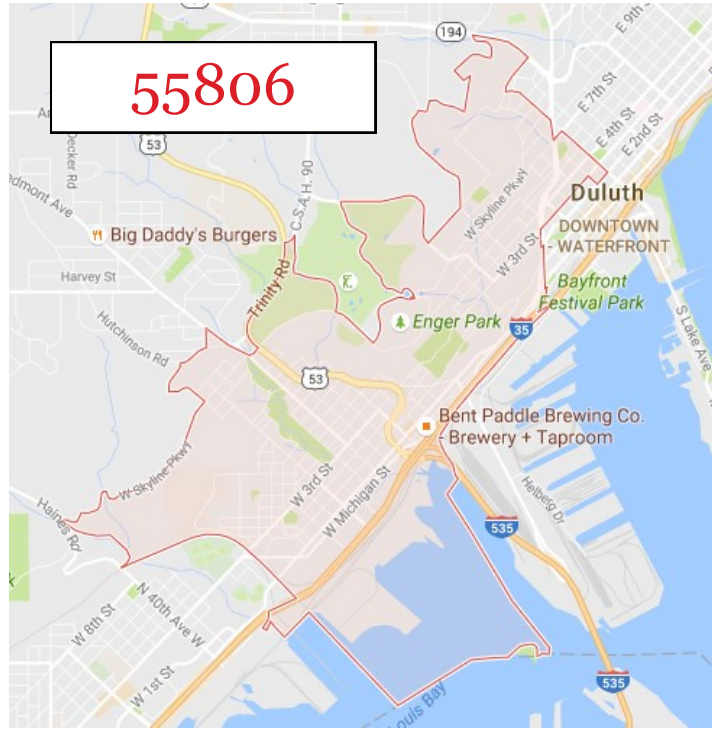 194
E 9th St
55806
E 7th St
E 4th St
E 2nd St
Decker Rd
53
C.S.A.H. 90
W Skyline Pkwy
Duluth
DOWNTOWN
- WATERFRONT
Big Daddy's Burgers
W 3rd St
Harvey St
Trinity Rd
Bayfront
Festival Park
Enger Park
35
S Lake Ave
Hutchinson Rd
53
Bent Paddle Brewing Co.
- Brewery + Taproom
W Skyline Pkwy
W 3rd St
W Michigan St
Helberg Dr
Haines Rd
535
N 40th Ave W
W 8th St
W 1st St
535
Louis Bay